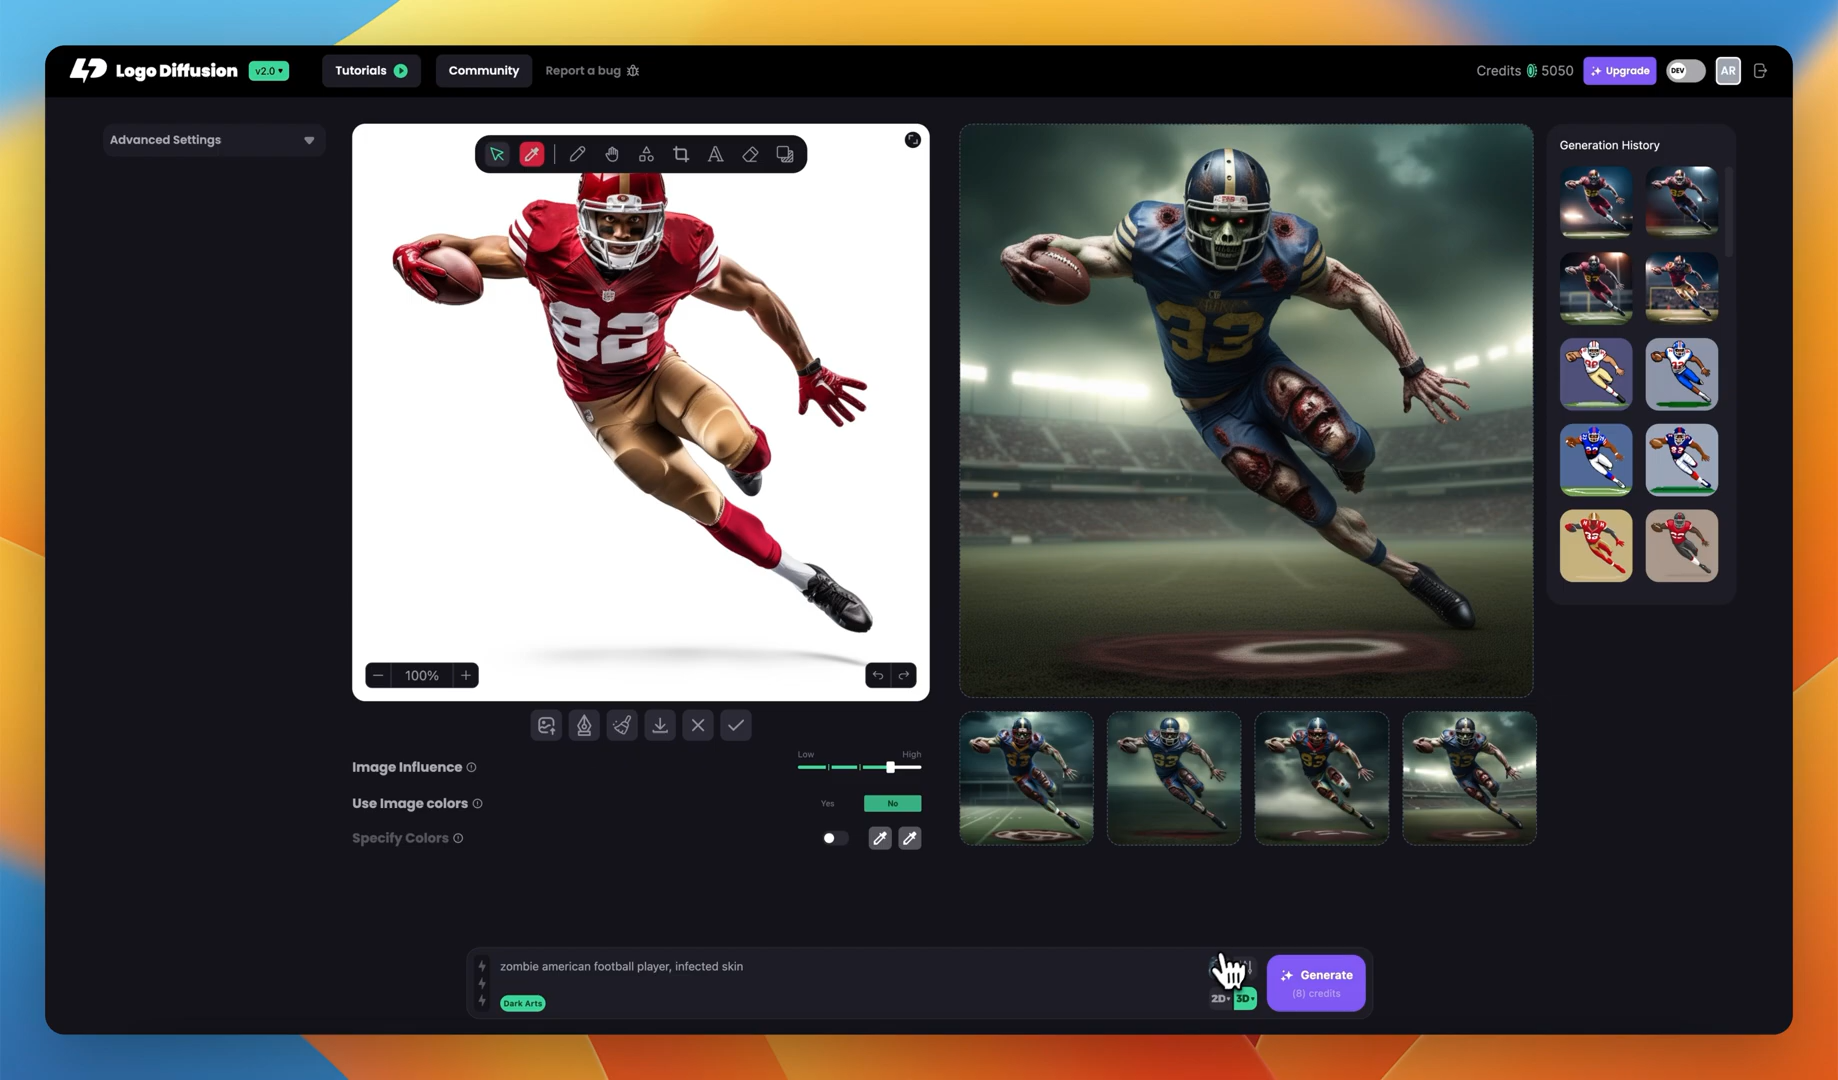 Logo Diffusion
v2.0
Tutorials
Community
Report a bug
Credits 5050
Upgrade
DEV
AR
Advanced Settings
Generation History
82
33
100%
Low
High
Image Influence
Use Image colors
Yes
No
Specify Colors
zombie american football player, infected skin
Dark Arts
2D
3D
Generate
(8) credits